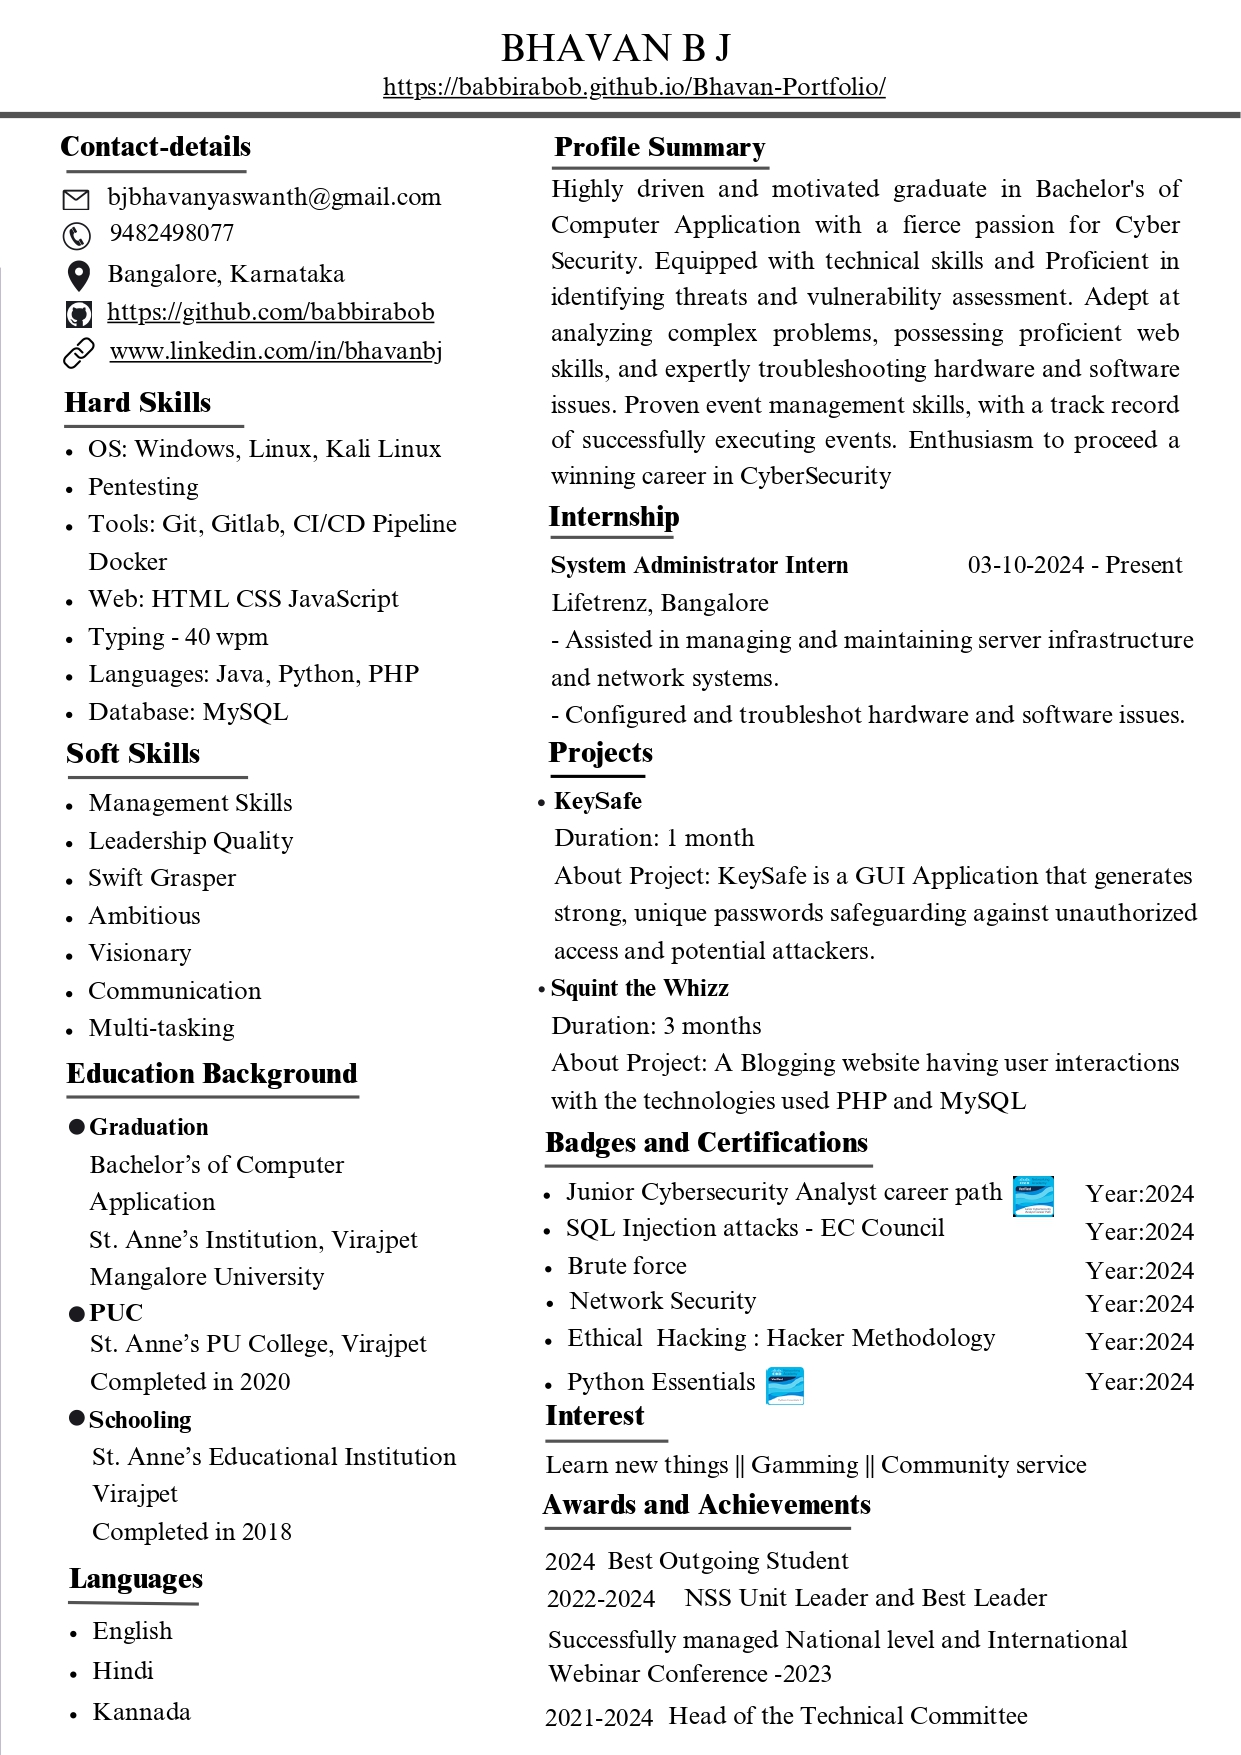 BHAVAN B J
https://babbirabob.github.io/Bhavan-Portfolio/
Contact-details
bjbhavanyaswanth@gmail.com
9482498077
Bangalore, Karnataka
https://github.com/babbirabob
www.linkedin.com/in/bhavanbj
Hard Skills
• OS: Windows, Linux, Kali Linux
• Pentesting
• Tools: Git, Gitlab, CI/CD Pipeline
Docker
• Web: HTML CSS JavaScript
• Typing - 40 wpm
• Languages: Java, Python, PHP
• Database: MySQL
Soft Skills
• Management Skills
• Leadership Quality
• Swift Grasper
• Ambitious
• Visionary
• Communication
• Multi-tasking
Education Background
● Graduation
Bachelor’s of Computer
Application
St. Anne’s Institution, Virajpet
Mangalore University
● PUC
St. Anne’s PU College, Virajpet
Completed in 2020
● Schooling
St. Anne’s Educational Institution
Virajpet
Completed in 2018
Languages
• English
• Hindi
• Kannada
Profile Summary
Highly driven and motivated graduate in Bachelor's of
Computer Application with a fierce passion for Cyber
Security. Equipped with technical skills and Proficient in
identifying threats and vulnerability assessment. Adept at
analyzing complex problems, possessing proficient web
skills, and expertly troubleshooting hardware and software
issues. Proven event management skills, with a track record
of successfully executing events. Enthusiasm to proceed a
winning career in CyberSecurity
Internship
System Administrator Intern 03-10-2024 - Present
Lifetrenz, Bangalore
- Assisted in managing and maintaining server infrastructure
and network systems.
- Configured and troubleshot hardware and software issues.
Projects
• KeySafe
Duration: 1 month
About Project: KeySafe is a GUI Application that generates
strong, unique passwords safeguarding against unauthorized
access and potential attackers.
• Squint the Whizz
Duration: 3 months
About Project: A Blogging website having user interactions
with the technologies used PHP and MySQL
Badges and Certifications
• Junior Cybersecurity Analyst career path Year:2024
• SQL Injection attacks - EC Council Year:2024
• Brute force Year:2024
• Network Security Year:2024
• Ethical Hacking : Hacker Methodology Year:2024
• Python Essentials Year:2024
Interest
Learn new things || Gamming || Community service
Awards and Achievements
2024 Best Outgoing Student
2022-2024 NSS Unit Leader and Best Leader
Successfully managed National level and International
Webinar Conference -2023
2021-2024 Head of the Technical Committee